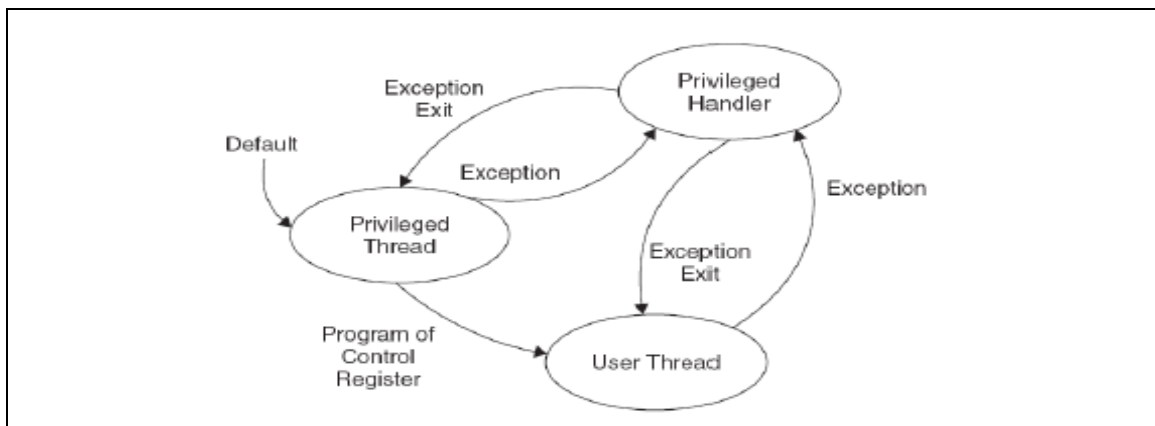 Privileged
Handler
Exception
Exit
Default
Exception
Exception
Privileged
Thread
Exception
Exit
Program of
Control
Register
User Thread